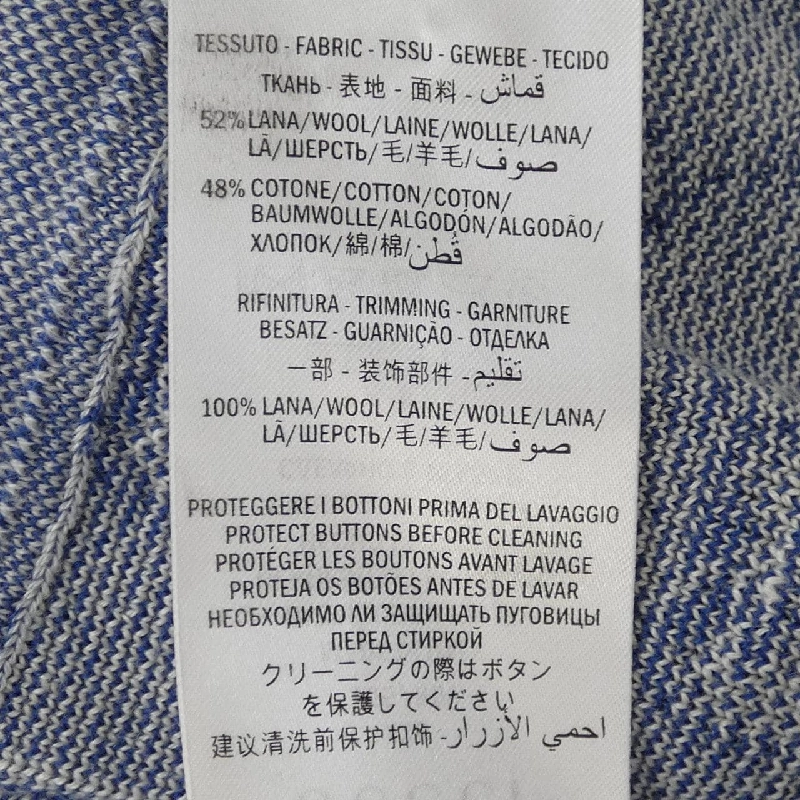 TESSUTO - FABRIC - TISSU - GEWEBE - TECIDO
ТКАНЬ - 表地 - 面料 - قماش
52% LANA/WOOL/LAINE/WOLLE/LANA/
LÃ/ШЕРСТЬ/毛/羊毛/صوف
48% COTONE/COTTON/COTON/
BAUMWOLLE/ALGODÓN/ALGODÃO/
ХЛОПОК/綿/棉/قُطن
RIFINITURA - TRIMMING - GARNITURE
BESATZ - GUARNIÇÃO - ОТДЕЛКА
一部 - 装饰部件 - تقليم
100% LANA/WOOL/LAINE/WOLLE/LANA/
LÃ/ШЕРСТЬ/毛/羊毛/صوف
PROTEGGERE I BOTTONI PRIMA DEL LAVAGGIO
PROTECT BUTTONS BEFORE CLEANING
PROTÉGER LES BOUTONS AVANT LAVAGE
PROTEJA OS BOTÕES ANTES DE LAVAR
НЕОБХОДИМО ЛИ ЗАЩИЩАТЬ ПУГОВИЦЫ
ПЕРЕД СТИРКОЙ
クリーニングの際はボタン
を保護してください
建议清洗前保护扣饰 - احمي الأزرار